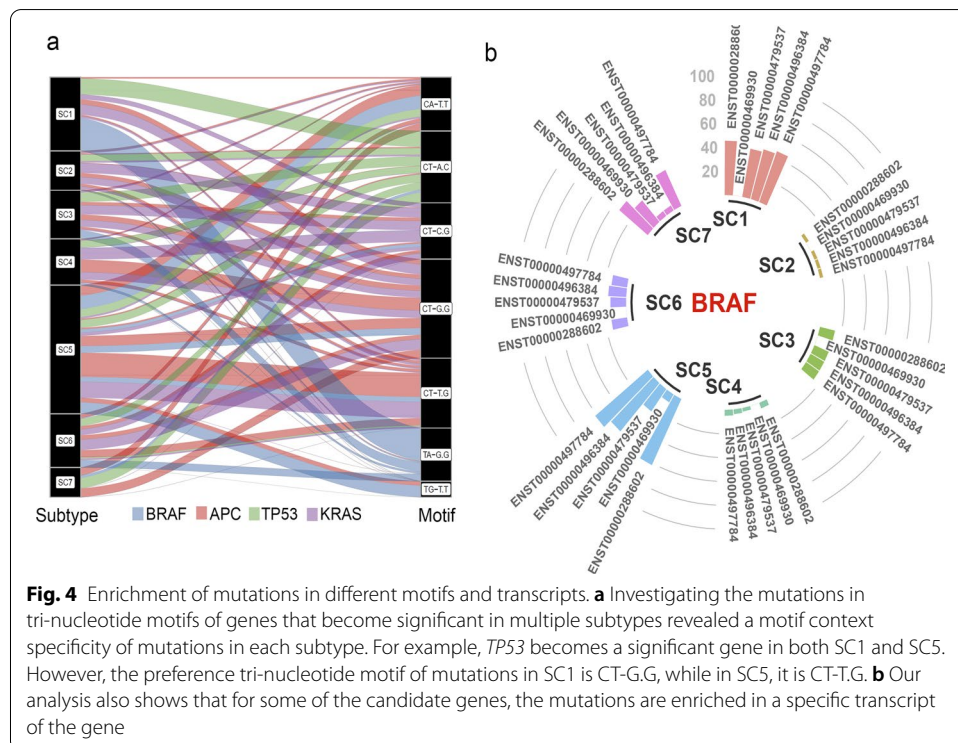 a
SC1
SC2
SC3
SC4
SC5
SC6
SC7
CA-T.T
CT-A.C
CT-C.G
CT-G.G
CT-T.G
TA-G.G
TG-T.T
Subtype
BRAF APC TP53 KRAS
Motif
b
100
80
60
40
20
SC1
ENST00000469930
ENST00000479537
ENST00000496384
ENST00000497784
SC2
ENST00000288602
ENST00000469930
ENST00000479537
ENST00000496384
ENST00000497784
SC3
ENST00000288602
ENST00000469930
ENST00000479537
ENST00000496384
ENST00000497784
SC4
ENST00000288602
ENST00000469930
ENST00000479537
ENST00000496384
ENST00000497784
SC5
ENST00000288602
ENST00000469930
ENST00000479537
ENST00000496384
ENST00000497784
SC6
ENST00000288602
ENST00000469930
ENST00000479537
ENST00000496384
ENST00000497784
SC7
ENST00000288602
ENST00000469930
ENST00000479537
ENST00000496384
ENST00000497784
BRAF
Fig. 4 Enrichment of mutations in different motifs and transcripts. a Investigating the mutations in
tri-nucleotide motifs of genes that become significant in multiple subtypes revealed a motif context
specificity of mutations in each subtype. For example, TP53 becomes a significant gene in both SC1 and SC5.
However, the preference tri-nucleotide motif of mutations in SC1 is CT-G.G, while in SC5, it is CT-T.G. b Our
analysis also shows that for some of the candidate genes, the mutations are enriched in a specific transcript
of the gene